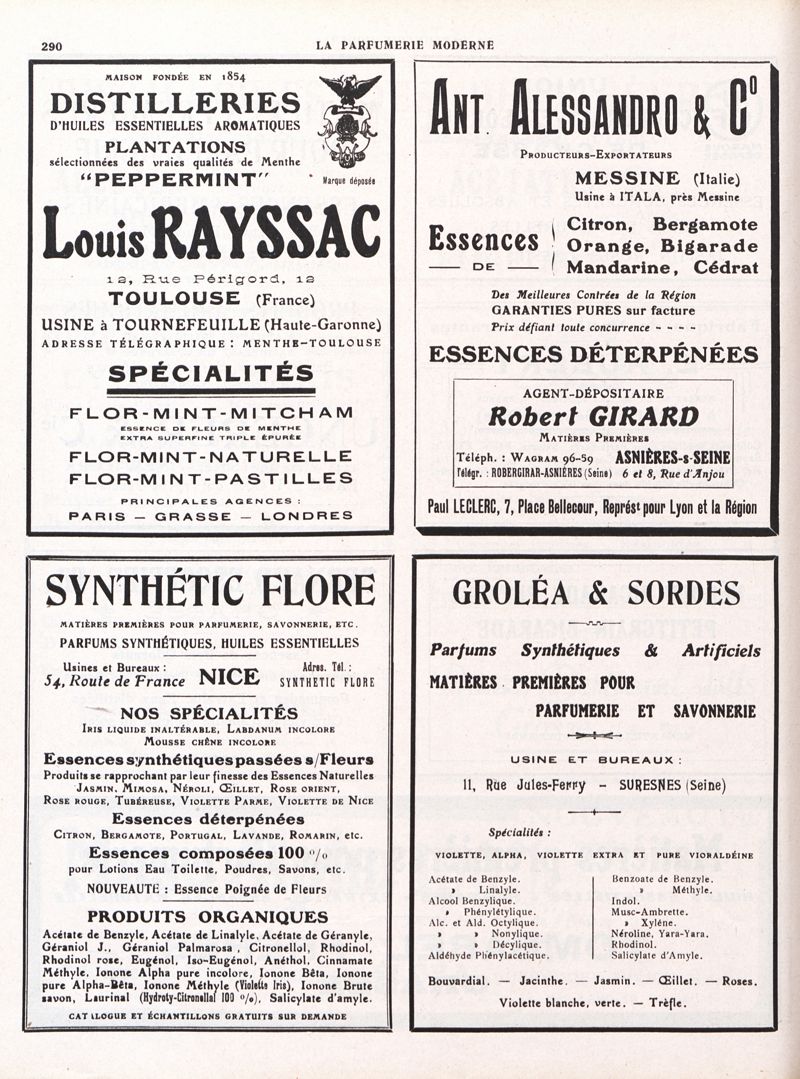 290
LA PARFUMERIE MODERNE
MAISON FONDÉE EN 1854
DISTILLERIES
D'HUILES ESSENTIELLES AROMATIQUES
PLANTATIONS
sélectionnées des vraies qualités de Menthe
"PEPPERMINT"
Marque déposée
Louis RAYSSAC
12, Rue Périgord, 12
TOULOUSE (France)
USINE à TOURNEFEUILLE (Haute-Garonne)
ADRESSE TÉLÉGRAPHIQUE : MENTHE-TOULOUSE
SPÉCIALITÉS
FLOR-MINT-MITCHAM
ESSENCE DE FLEURS DE MENTHE
EXTRA SUPERFINE TRIPLE ÉPURÉE
FLOR-MINT-NATURELLE
FLOR-MINT-PASTILLES
PRINCIPALES AGENCES :
PARIS — GRASSE — LONDRES
ANT. ALESSANDRO & Cº
PRODUCTEURS-EXPORTATEURS
MESSINE (Italie)
Usine à ITALA, près Messine
Essences
— DE —
Citron, Bergamote
Orange, Bigarade
Mandarine, Cédrat
Des Meilleures Contrées de la Région
GARANTIES PURES sur facture
Prix défiant toute concurrence - - - -
ESSENCES DÉTERPÉNÉES
AGENT-DÉPOSITAIRE
Robert GIRARD
MATIÈRES PREMIÈRES
Téléph. : WAGRAM 96-59 ASNIÈRES-s-SEINE
Télégr. : ROBERGIRAR-ASNIÈRES (Seine) 6 et 8, Rue d'Anjou
Paul LECLERC, 7, Place Bellecour, Représt pour Lyon et la Région
SYNTHÉTIC FLORE
MATIÈRES PREMIÈRES POUR PARFUMERIE, SAVONNERIE, ETC.
PARFUMS SYNTHÉTIQUES, HUILES ESSENTIELLES
Usines et Bureaux :
54, Route de France
NICE
Adres. Tél. :
SYNTHETIC FLORE
NOS SPÉCIALITÉS
IRIS LIQUIDE INALTÉRABLE, LABDANUM INCOLORE
MOUSSE CHÊNE INCOLORE
Essences synthétiques passées s/Fleurs
Produits se rapprochant par leur finesse des Essences Naturelles
JASMIN, MIMOSA, NÉROLI, ŒILLET, ROSE ORIENT,
ROSE ROUGE, TUBÉREUSE, VIOLETTE PARME, VIOLETTE DE NICE
Essences déterpénées
CITRON, BERGAMOTE, PORTUGAL, LAVANDE, ROMARIN, ETC.
Essences composées 100 %
pour Lotions Eau Toilette, Poudres, Savons, etc.
NOUVEAUTÉ : Essence Poignée de Fleurs
PRODUITS ORGANIQUES
Acétate de Benzyle, Acétate de Linalyle, Acétate de Géranyle,
Géraniol J., Géraniol Palmarosa, Citronellol, Rhodinol,
Rhodinol rose, Eugénol, Iso-Eugénol, Anéthol, Cinnamate
Méthyle, Ionone Alpha pure incolore, Ionone Bêta, Ionone
pure Alpha-Bêta, Ionone Méthyle (Violette Iris), Ionone Brute
savon, Laurinal (Hydroty-Citronellal 100 %), Salicylate d'amyle.
CATALOGUE ET ÉCHANTILLONS GRATUITS SUR DEMANDE
GROLÉA & SORDES
Parfums Synthétiques & Artificiels
MATIÈRES PREMIÈRES POUR
PARFUMERIE ET SAVONNERIE
USINE ET BUREAUX :
11, Rue Jules-Ferry — SURESNES (Seine)
Spécialités :
VIOLETTE, ALPHA, VIOLETTE EXTRA ET PURE VIORALDÉINE
Acétate de Benzyle.
» Linalyle.
Alcool Benzylique.
» Phénylétylique.
Alc. et Ald. Octylique.
» » Nonylique.
» » Décylique.
Aldéhyde Phénylacétique.
Benzoate de Benzyle.
» Méthyle.
Indol.
Musc-Ambrette.
» Xylène.
Néroline, Yara-Yara.
Rhodinol.
Salicylate d'Amyle.
Bouvardial. — Jacinthe. — Jasmin. — Œillet. — Roses.
Violette blanche, verte. — Trèfle.